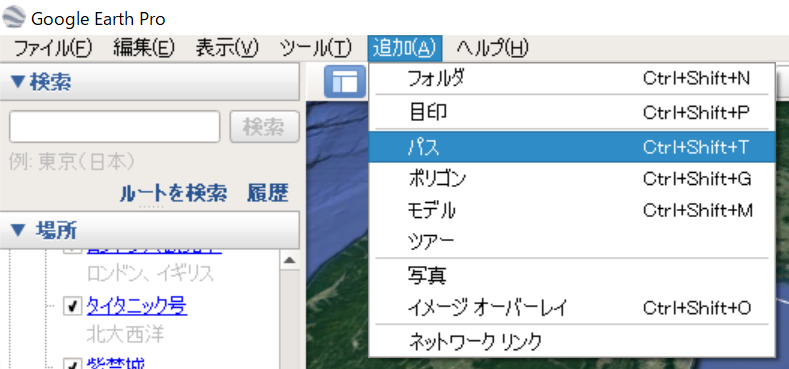 Google Earth Pro
ファイル(F) 編集(E) 表示(V) ツール(T) 追加(A) ヘルプ(H)
▼検索
検索
例: 東京(日本)
ルートを検索 履歴
▼ 場所
ロンドン、イギリス
タイタニック号
北大西洋
紫禁城
フォルダ Ctrl+Shift+N
目印 Ctrl+Shift+P
パス Ctrl+Shift+T
ポリゴン Ctrl+Shift+G
モデル Ctrl+Shift+M
ツアー
写真
イメージ オーバーレイ Ctrl+Shift+O
ネットワーク リンク